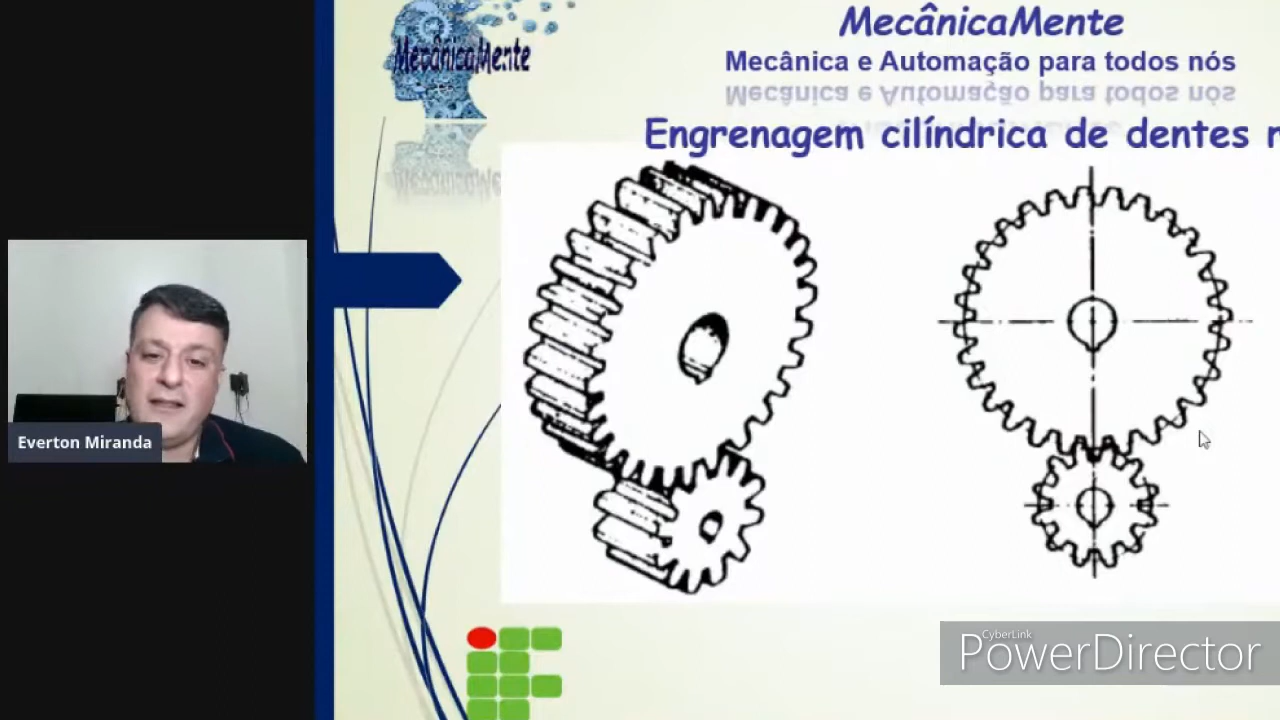 MecânicaMente
MecânicaMente
Mecânica e Automação para todos nós
Engrenagem cilíndrica de dentes r
Everton Miranda
CyberLink
PowerDirector